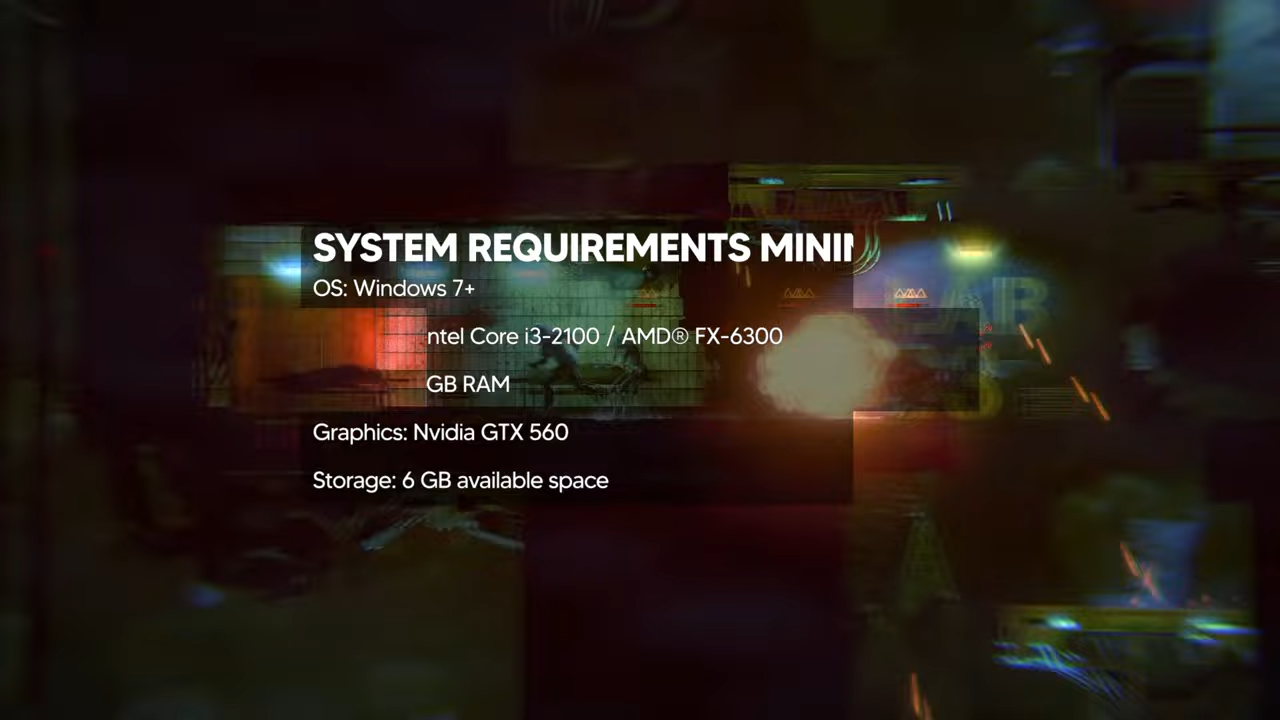 SYSTEM REQUIREMENTS MINI
OS: Windows 7+
ntel Core i3-2100 / AMD® FX-6300
GB RAM
Graphics: Nvidia GTX 560
Storage: 6 GB available space